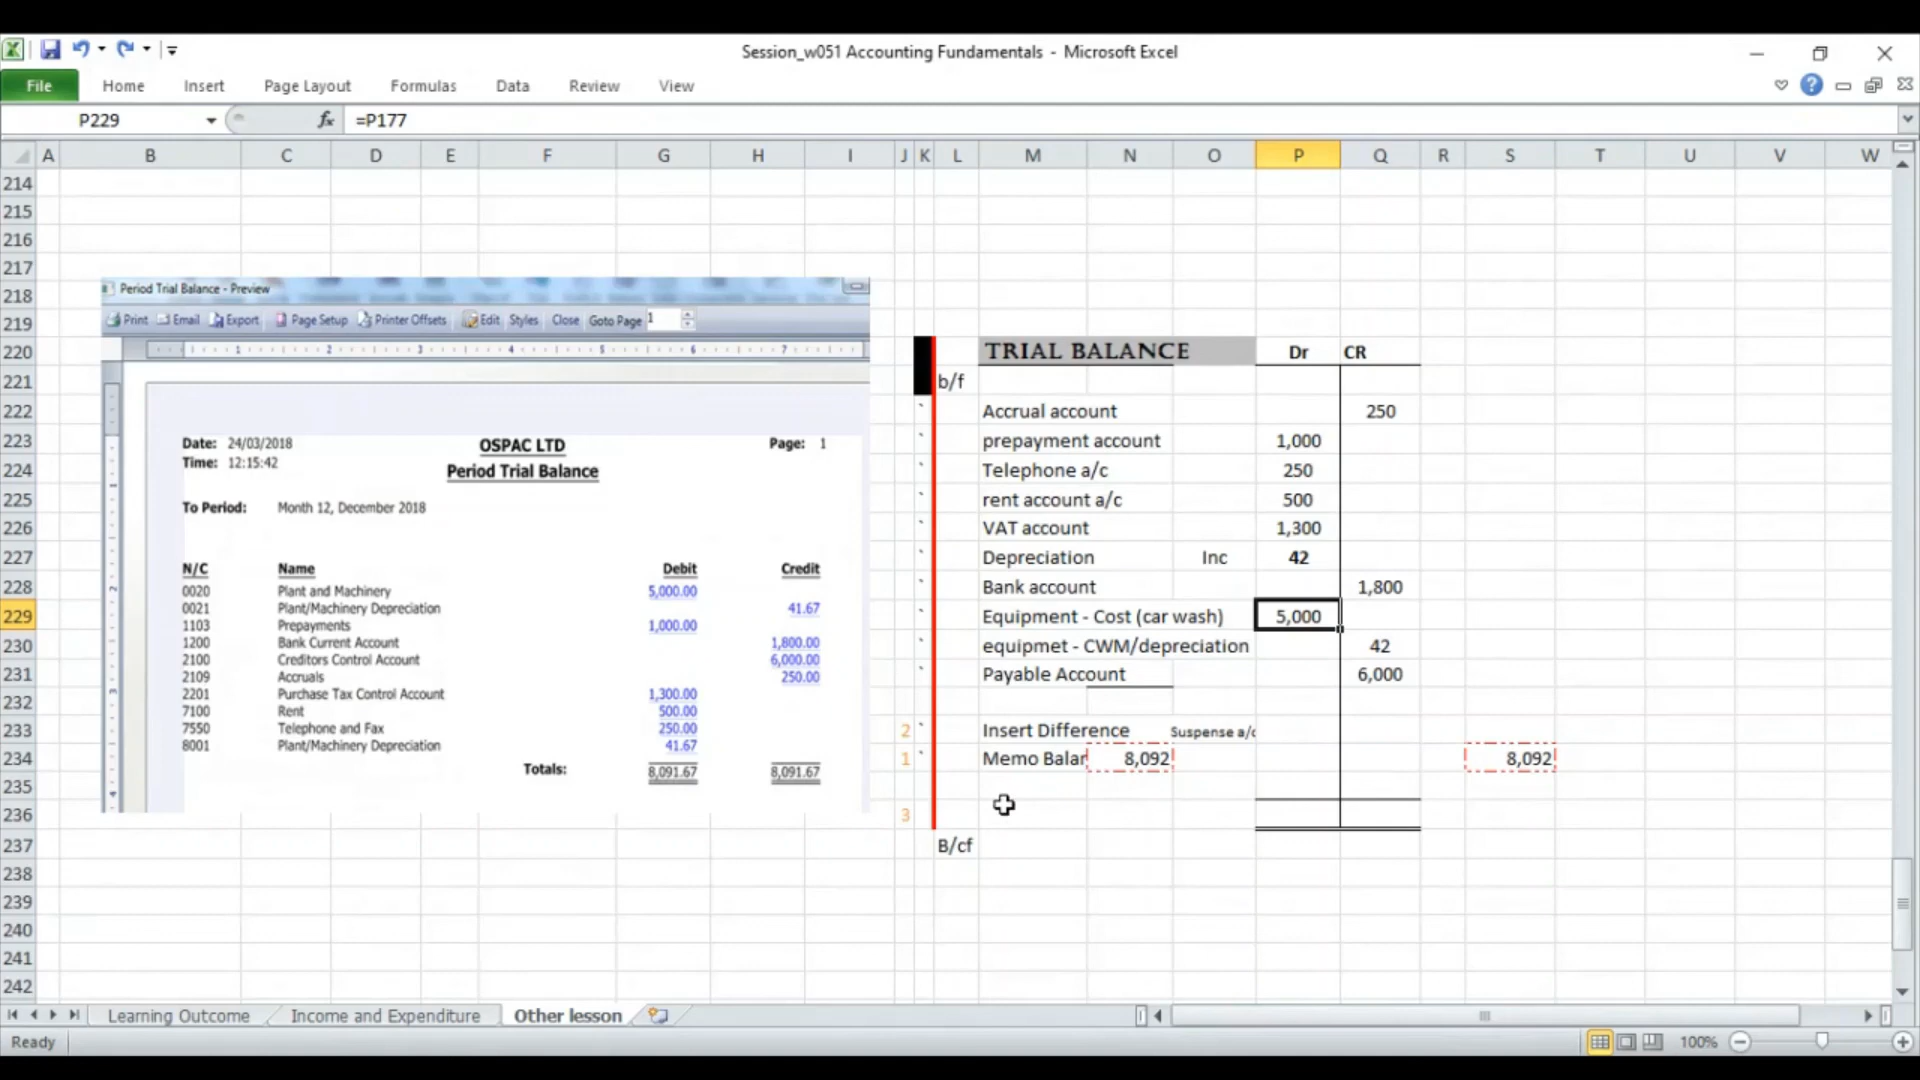 Session_w051 Accounting Fundamentals - Microsoft Excel
File Home Insert Page Layout Formulas Data Review View
P229 fx =P177
A B C D E F G H I J K L M N O P Q R S T U V W
214
215
216
217
218
219
220
221
222
223
224
225
226
227
228
229
230
231
232
233
234
235
236
237
238
239
240
241
242
Period Trial Balance - Preview
Print Email Export Page Setup Printer Offsets Edit Styles Close Goto Page 1
1 2 3 4 5 6 7
Date: 24/03/2018 OSPAC LTD Page: 1
Time: 12:15:42 Period Trial Balance
To Period: Month 12, December 2018
N/C Name Debit Credit
0020 Plant and Machinery 5,000.00
0021 Plant/Machinery Depreciation 41.67
1103 Prepayments 1,000.00
1200 Bank Current Account 1,800.00
2100 Creditors Control Account 6,000.00
2109 Accruals 250.00
2201 Purchase Tax Control Account 1,300.00
7100 Rent 500.00
7550 Telephone and Fax 250.00
8001 Plant/Machinery Depreciation 41.67
Totals: 8,091.67 8,091.67
TRIAL BALANCE Dr CR
b/f
` Accrual account 250
` prepayment account 1,000
` Telephone a/c 250
` rent account a/c 500
` VAT account 1,300
` Depreciation Inc 42
` Bank account 1,800
` Equipment - Cost (car wash) 5,000
` equipmet - CWM/depreciation 42
` Payable Account 6,000
2 ` Insert Difference Suspense a/c
1 ` Memo Balar 8,092 8,092
3
B/cf
Learning Outcome Income and Expenditure Other lesson
Ready 100%